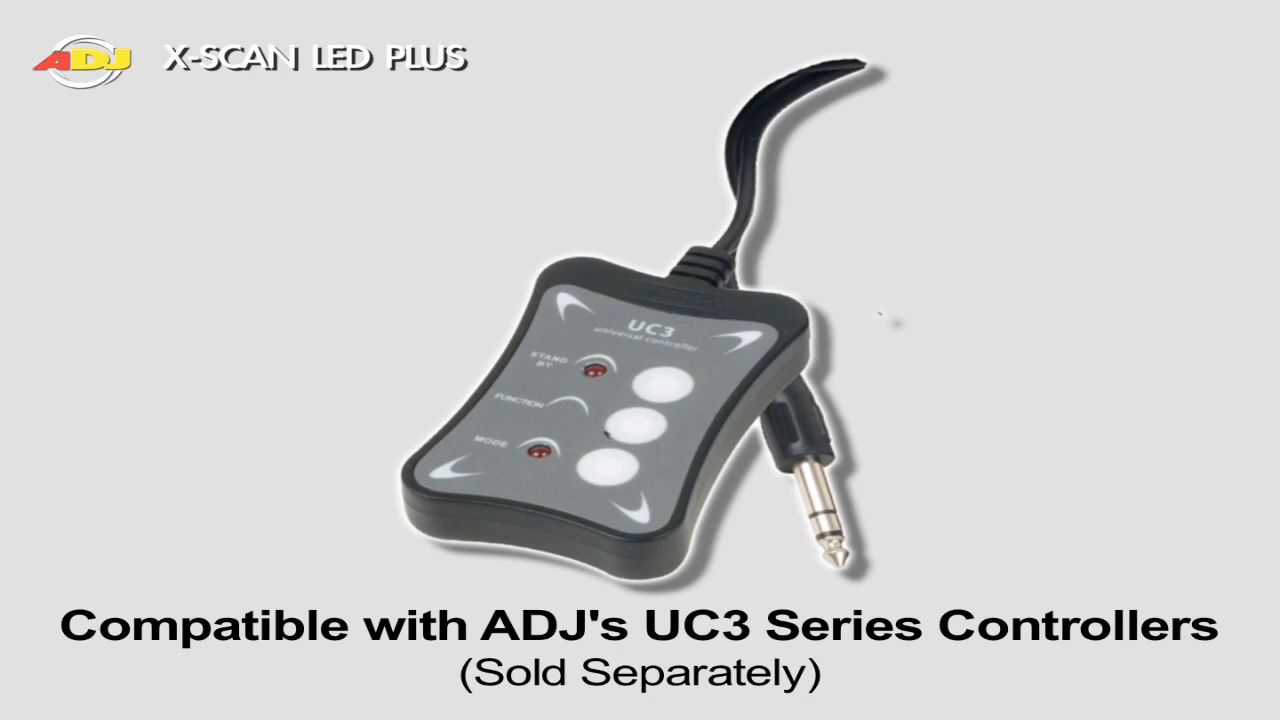 ADJ X-SCAN LED PLUS
UC3
universal controller
STAND
BY
FUNCTION
MODE
Compatible with ADJ's UC3 Series Controllers
(Sold Separately)